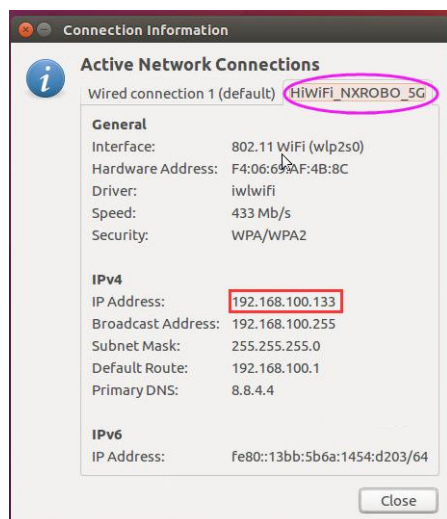 Connection Information
Active Network Connections
Wired connection 1 (default) HiWiFi_NXROBO_5G
General
Interface: 802.11 WiFi (wlp2s0)
Hardware Address: F4:06:69:AF:4B:8C
Driver: iwlwifi
Speed: 433 Mb/s
Security: WPA/WPA2
IPv4
IP Address: 192.168.100.133
Broadcast Address: 192.168.100.255
Subnet Mask: 255.255.255.0
Default Route: 192.168.100.1
Primary DNS: 8.8.4.4
IPv6
IP Address: fe80::13bb:5b6a:1454:d203/64
Close